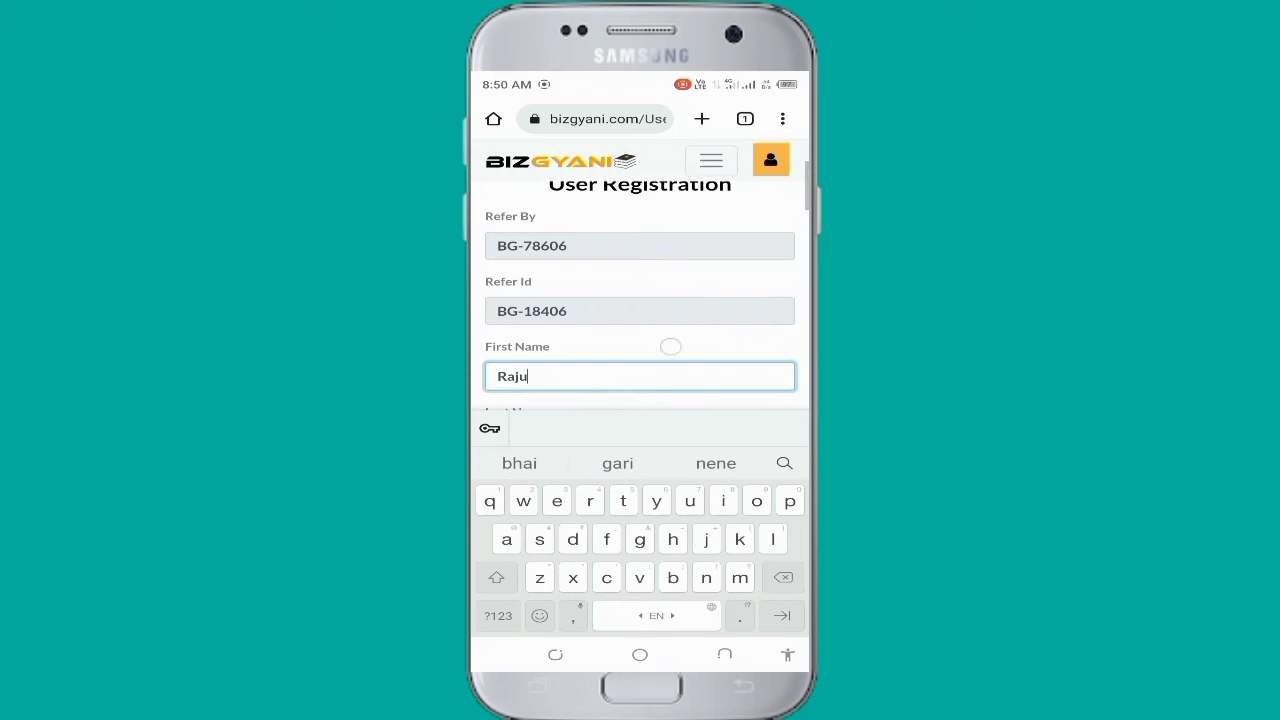 SAMSUNG
8:50 AM
bizgyani.com/Use
1
BIZGYANI
User Registration
Refer By
BG-78606
Refer Id
BG-18406
First Name
Raju
bhai gari nene
q w e r t y u i o p
a s d f g h j k l
z x c v b n m
?123 , EN .